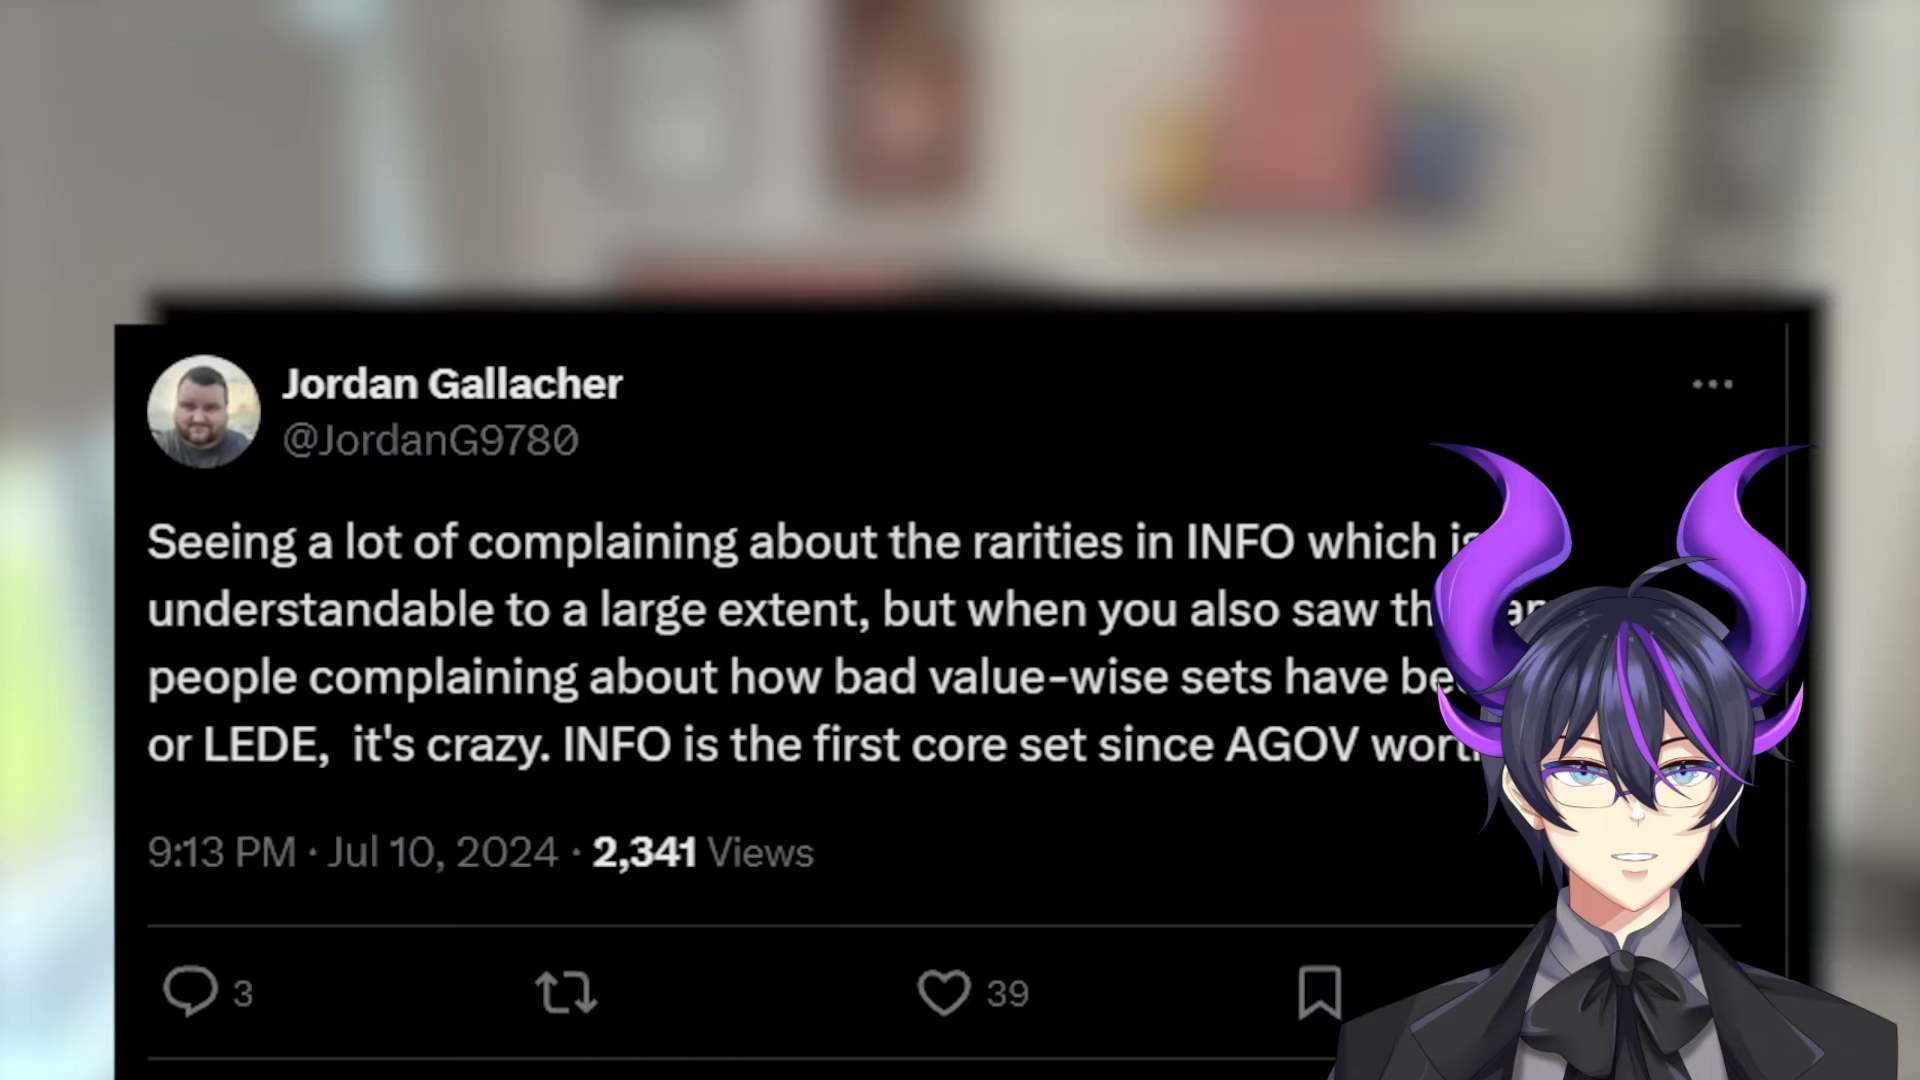 Jordan Gallacher
@JordanG9780
Seeing a lot of complaining about the rarities in INFO which
understandable to a large extent, but when you also saw
people complaining about how bad value-wise sets have
or LEDE, it's crazy. INFO is the first core set since AGOV
9:13 PM · Jul 10, 2024 · 2,341 Views
3 39